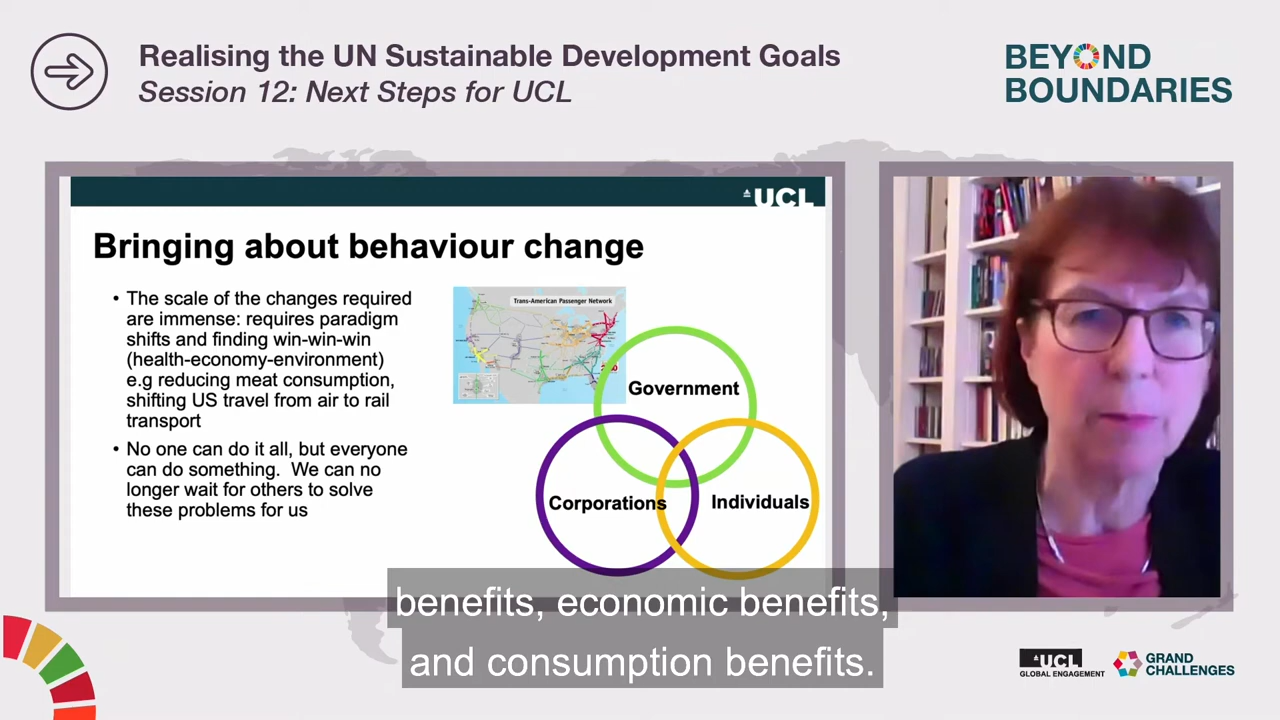 Realising the UN Sustainable Development Goals
Session 12: Next Steps for UCL
BEYOND
BOUNDARIES
UCL
Bringing about behaviour change
• The scale of the changes required
are immense: requires paradigm
shifts and finding win-win-win
(health-economy-environment)
e.g reducing meat consumption,
shifting US travel from air to rail
transport
• No one can do it all, but everyone
can do something. We can no
longer wait for others to solve
these problems for us
Trans-American Passenger Network
Government
Corporations
Individuals
benefits, economic benefits,
and consumption benefits.
UCL
GLOBAL ENGAGEMENT
GRAND
CHALLENGES